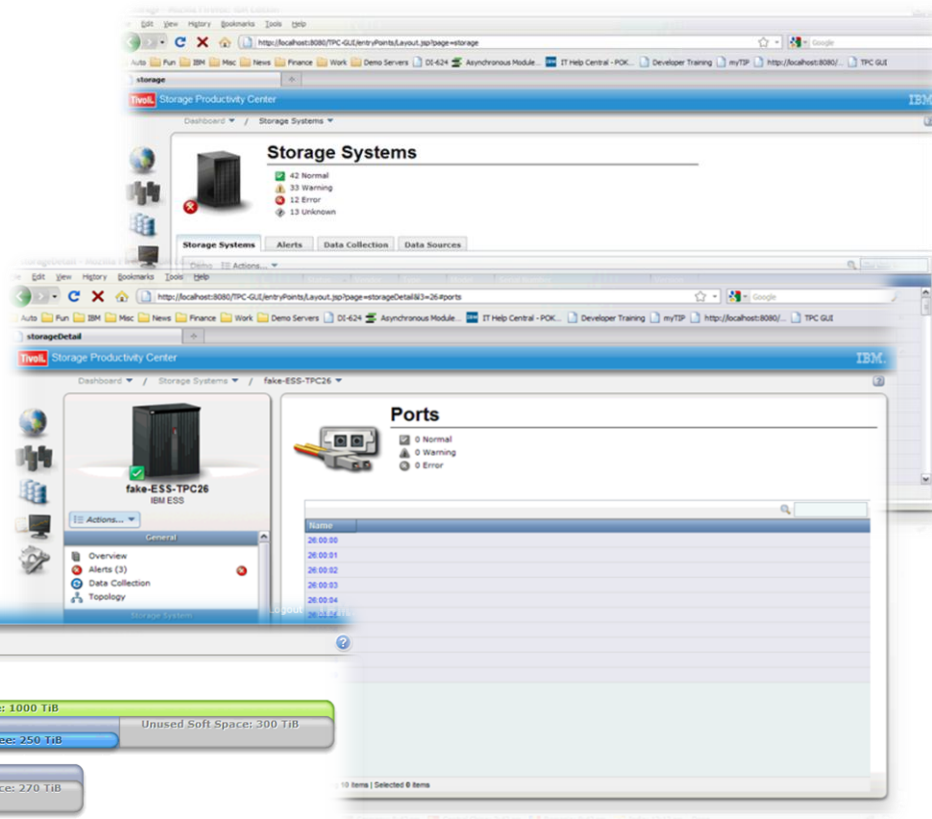 Edit View History Bookmarks Tools Help
http://localhost:8080/TPC-GUI/entryPoints/Layout.jsp?page=storage
Google
Auto Fun IBM Misc News Finance Work Demo Servers DI-624 Asynchronous Module... IT Help Central - POK... Developer Training myTIP http://localhost:8080/... TPC GUI
storage
Tivoli. Storage Productivity Center IBM
Dashboard / Storage Systems
Storage Systems
42 Normal
33 Warning
12 Error
13 Unknown
Storage Systems Alerts Data Collection Data Sources
Demo Actions...
Edit View History Bookmarks Tools Help
http://localhost:8080/TPC-GUI/entryPoints/Layout.jsp?page=storageDetail&i3=26#ports
Google
Auto Fun IBM Misc News Finance Work Demo Servers DI-624 Asynchronous Module... IT Help Central - POK... Developer Training myTIP http://localhost:8080/... TPC GUI
storageDetail
Tivoli. Storage Productivity Center IBM.
Dashboard / Storage Systems / fake-ESS-TPC26
fake-ESS-TPC26
IBM ESS
Actions...
General
Overview
Alerts (3)
Data Collection
Topology
Storage System
Ports
0 Normal
0 Warning
0 Error
Name
26:00:00
26:00:01
26:00:02
26:00:03
26:00:04
10 items | Selected 0 items
Logout
e: 1000 TiB
Unused Soft Space: 300 TiB
ee: 250 TiB
ce: 270 TiB